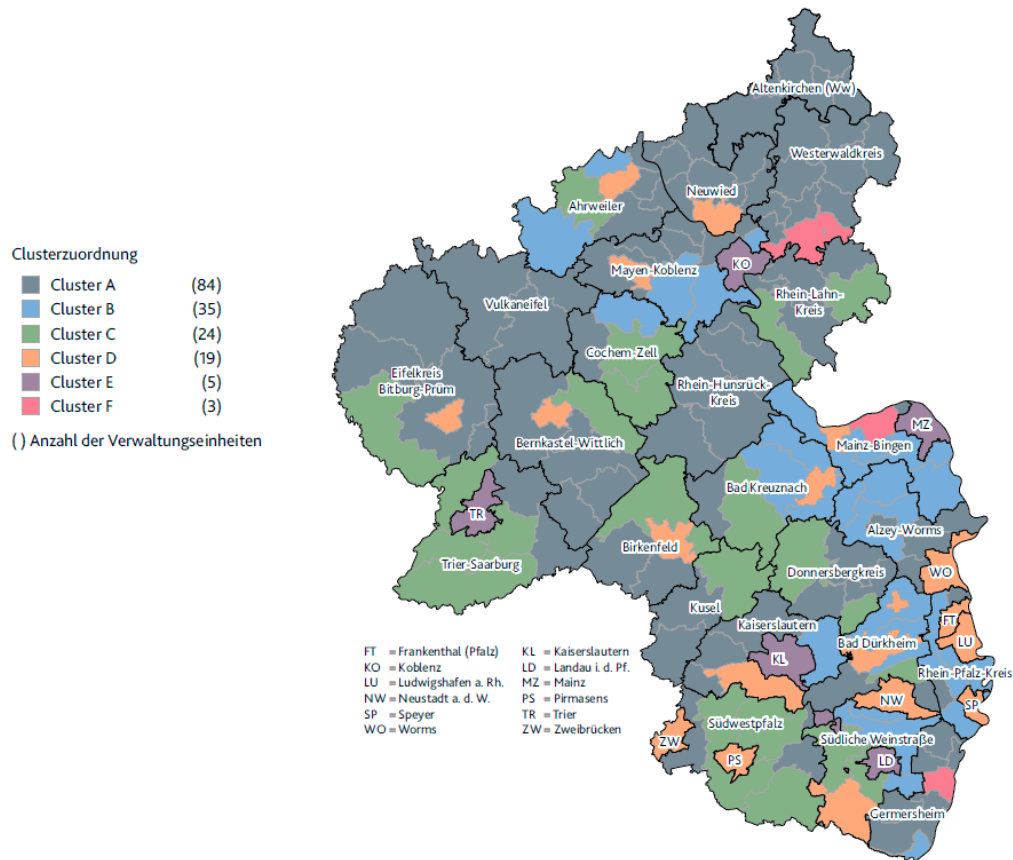 Clusterzuordnung
Cluster A (84)
Cluster B (35)
Cluster C (24)
Cluster D (19)
Cluster E (5)
Cluster F (3)
( ) Anzahl der Verwaltungseinheiten
Altenkirchen (Ww)
Westerwaldkreis
Neuwied
Ahrweiler
KO
Mayen-Koblenz
Rhein-Lahn-
Kreis
Vulkaneifel
Cochem-Zell
Eifelkreis
Bitburg-Prüm
Rhein-Hunsrück-
Kreis
Bernkastel-Wittlich
MZ
Mainz-Bingen
Bad Kreuznach
TR
Alzey-Worms
Birkenfeld
Trier-Saarburg
Donnersbergkreis
WO
Kusel
Kaiserslautern
FT
Bad Dürkheim
LU
KL
Rhein-Pfalz-Kreis
NW
SP
Südwestpfalz
Südliche Weinstraße
ZW
PS
LD
Germersheim
FT = Frankenthal (Pfalz)
KO = Koblenz
LU = Ludwigshafen a. Rh.
NW = Neustadt a. d. W.
SP = Speyer
WO = Worms
KL = Kaiserslautern
LD = Landau i. d. Pf.
MZ = Mainz
PS = Pirmasens
TR = Trier
ZW = Zweibrücken